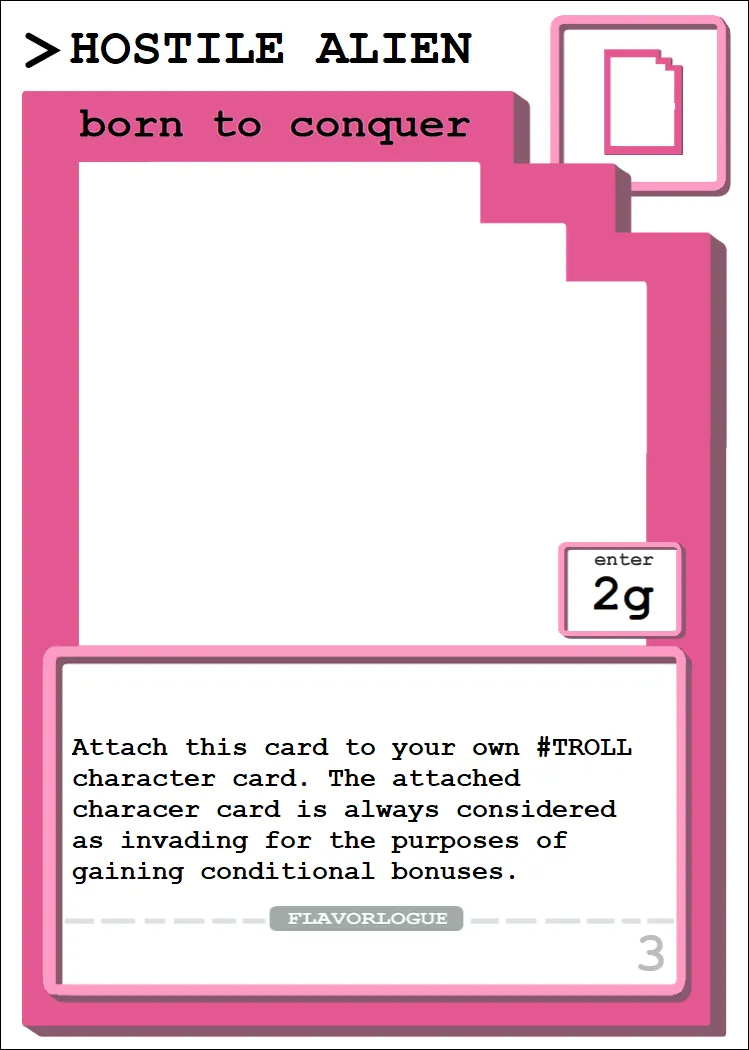 >HOSTILE ALIEN
born to conquer
enter
2g
Attach this card to your own #TROLL
character card. The attached
characer card is always considered
as invading for the purposes of
gaining conditional bonuses.
FLAVORLOGUE
3